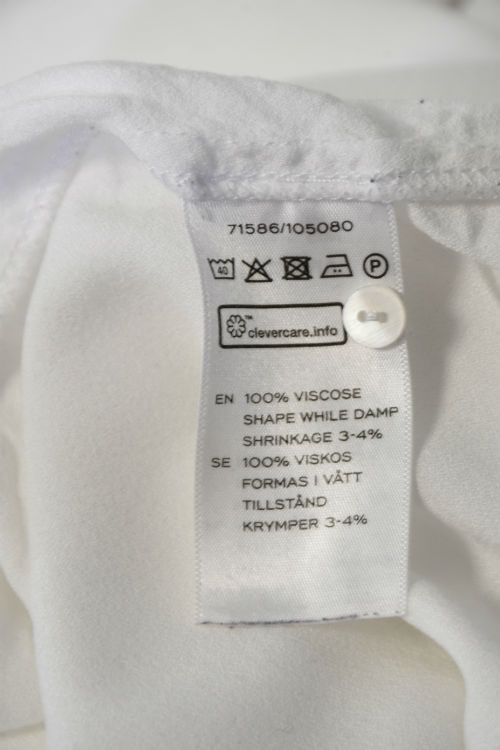 71586/105080
40 P
™ clevercare.info
EN 100% VISCOSE
SHAPE WHILE DAMP
SHRINKAGE 3-4%
SE 100% VISKOS
FORMAS I VÅTT
TILLSTÅND
KRYMPER 3-4%